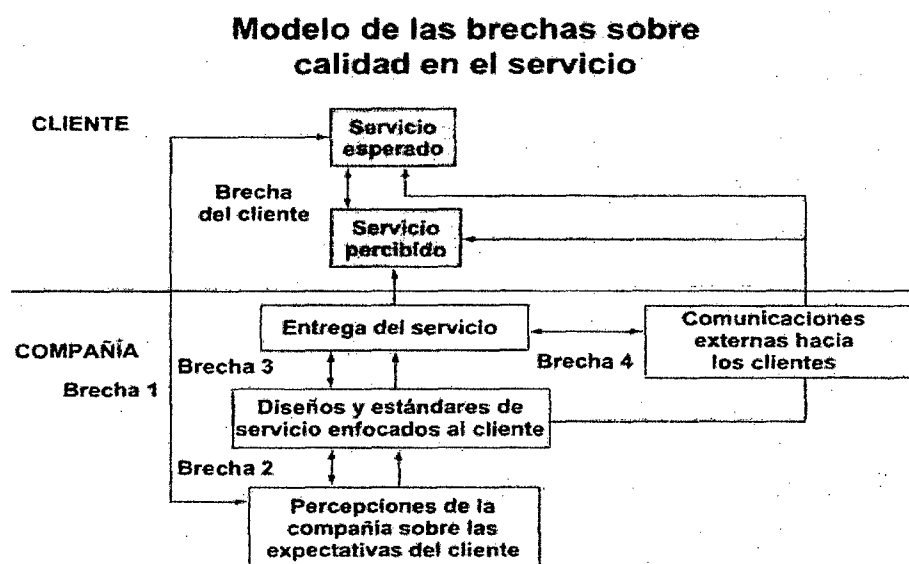 Modelo de las brechas sobre
calidad en el servicio
CLIENTE
Servicio
esperado
Brecha
del cliente
Servicio
percibido
Entrega del servicio
Comunicaciones
externas hacia
los clientes
COMPAÑÍA
Brecha 1
Brecha 3
Brecha 4
Diseños y estándares de
servicio enfocados al cliente
Brecha 2
Percepciones de la
compañía sobre las
expectativas del cliente